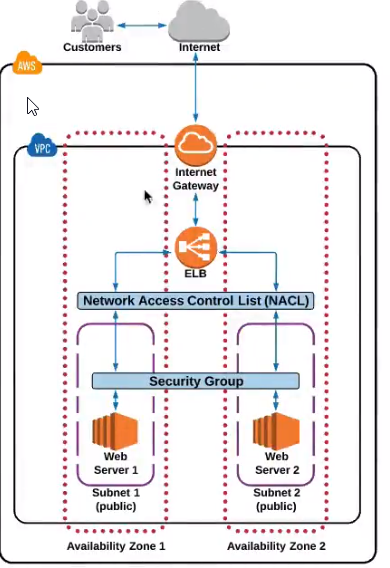 Customers
Internet
AWS
VPC
Internet
Gateway
ELB
Network Access Control List (NACL)
Security Group
Web
Server 1
Web
Server 2
Subnet 1
(public)
Subnet 2
(public)
Availability Zone 1
Availability Zone 2